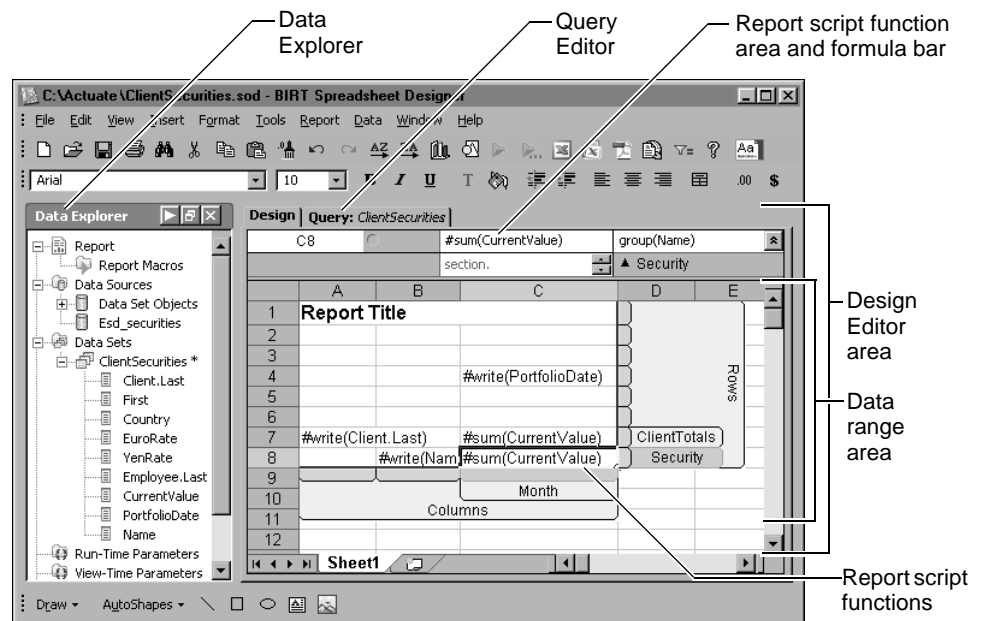 Data
Explorer
Query
Editor
Report script function
area and formula bar
C:\Actuate\ClientSecurities.sod - BIRT Spreadsheet Designer
File Edit View Insert Format Tools Report Data Window Help
Arial 10 B I U T .00 $
Data Explorer
Design Query: ClientSecurities
C8 #sum(CurrentValue) group(Name)
section. Security
Report
Report Macros
Data Sources
Data Set Objects
Esd_securities
Data Sets
ClientSecurities *
Client.Last
First
Country
EuroRate
YenRate
Employee.Last
CurrentValue
PortfolioDate
Name
Run-Time Parameters
View-Time Parameters
A B C D E
1 Report Title
2
3
4 #write(PortfolioDate)
5
6
7 #write(Client.Last) #sum(CurrentValue) ClientTotals
8 #write(Nam #sum(CurrentValue) Security
9
10 Month
11 Columns
12
Rows
Sheet1
Draw AutoShapes
Design
Editor
area
Data
range
area
Report script
functions